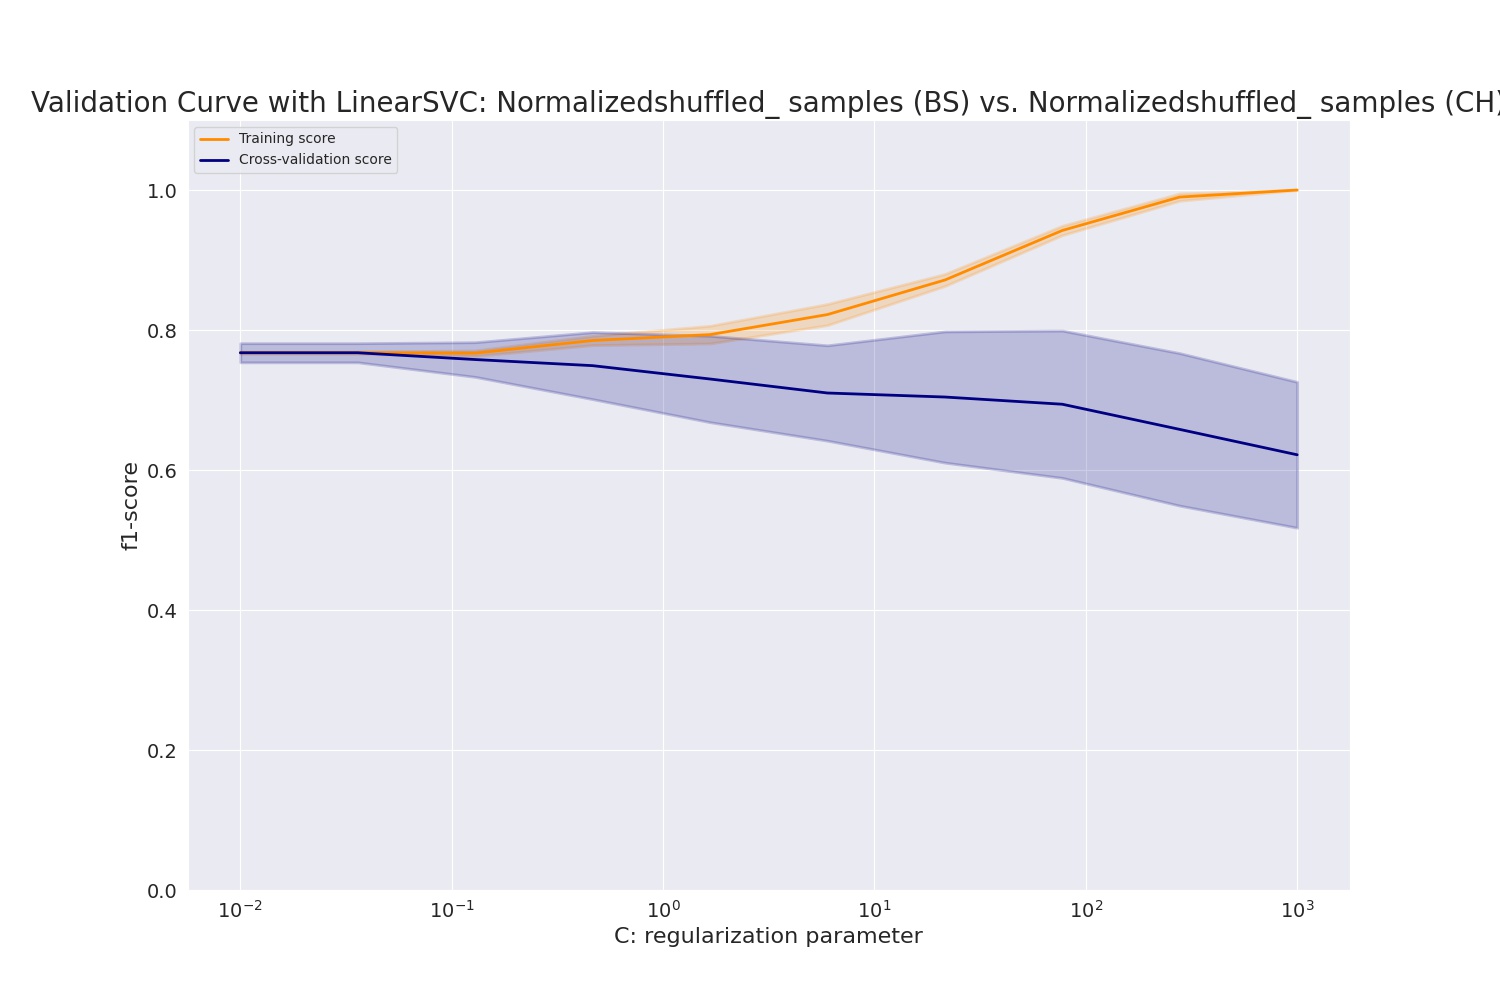 Validation Curve with LinearSVC: Normalizedshuffled_ samples (BS) vs. Normalizedshuffled_ samples (CH)
Training score
Cross-validation score
1.0
0.8
0.6
0.4
0.2
0.0
f1-score
10⁻² 10⁻¹ 10⁰ 10¹ 10² 10³
C: regularization parameter